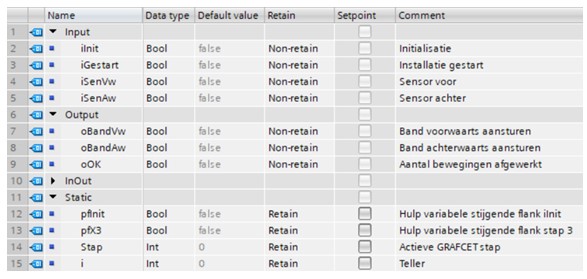 Name Data type Default value Retain Setpoint Comment
1 Input
2 iInit Bool false Non-retain Initialisatie
3 iGestart Bool false Non-retain Installatie gestart
4 iSenVw Bool false Non-retain Sensor voor
5 iSenAw Bool false Non-retain Sensor achter
6 Output
7 oBandVw Bool false Non-retain Band voorwaarts aansturen
8 oBandAw Bool false Non-retain Band achterwaarts aansturen
9 oOK Bool false Non-retain Aantal bewegingen afgewerkt
10 InOut
11 Static
12 pfInit Bool false Retain Hulp variabele stijgende flank iInit
13 pfX3 Bool false Retain Hulp variabele stijgende flank stap 3
14 Stap Int 0 Retain Actieve GRAFCET stap
15 i Int 0 Retain Teller